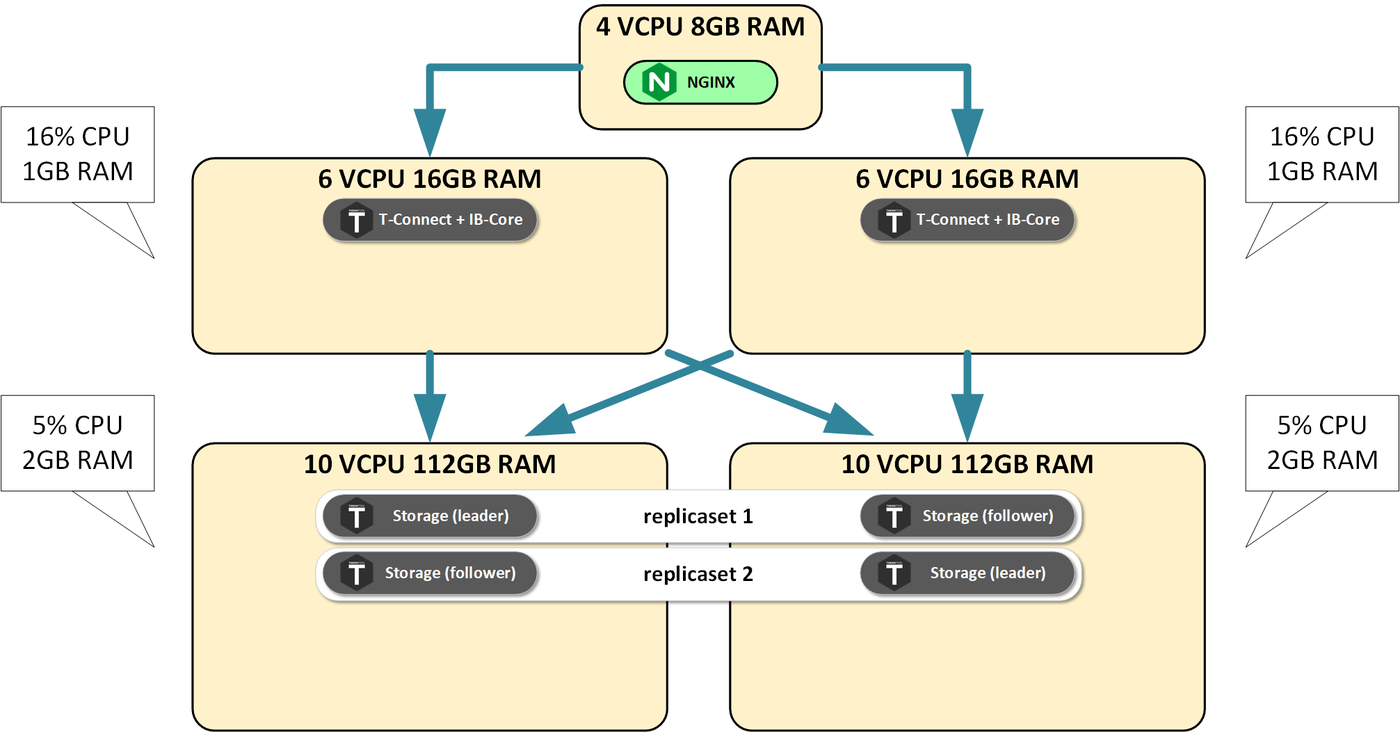 4 VCPU 8GB RAM
NGINX
16% CPU
1GB RAM
16% CPU
1GB RAM
6 VCPU 16GB RAM
T-Connect + IB-Core
6 VCPU 16GB RAM
T-Connect + IB-Core
5% CPU
2GB RAM
5% CPU
2GB RAM
10 VCPU 112GB RAM
10 VCPU 112GB RAM
Storage (leader)
replicaset 1
Storage (follower)
Storage (follower)
replicaset 2
Storage (leader)